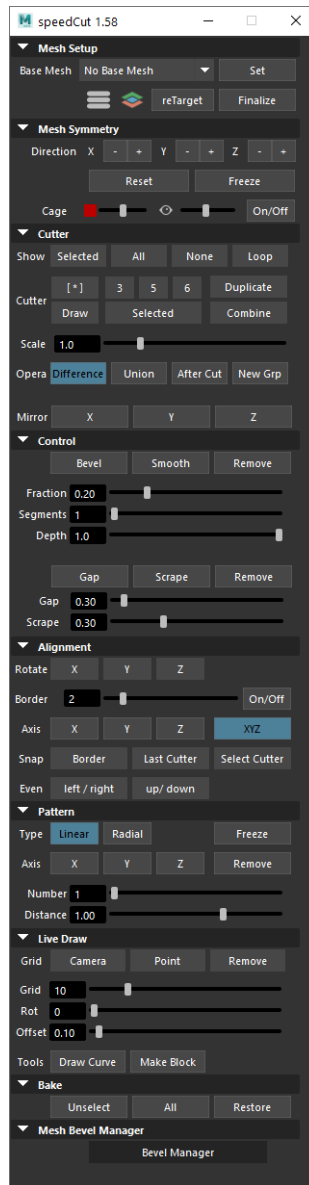 M speedCut 1.58
Mesh Setup
Base Mesh No Base Mesh Set
reTarget Finalize
Mesh Symmetry
Direction X - + Y - + Z - +
Reset Freeze
Cage On/Off
Cutter
Show Selected All None Loop
[*] 3 5 6 Duplicate
Cutter
Draw Selected Combine
Scale 1.0
Opera Difference Union After Cut New Grp
Mirror X Y Z
Control
Bevel Smooth Remove
Fraction 0.20
Segments 1
Depth 1.0
Gap Scrape Remove
Gap 0.30
Scrape 0.30
Alignment
Rotate X Y Z
Border 2 On/Off
Axis X Y Z XYZ
Snap Border Last Cutter Select Cutter
Even left / right up/ down
Pattern
Type Linear Radial Freeze
Axis X Y Z Remove
Number 1
Distance 1.00
Live Draw
Grid Camera Point Remove
Grid 10
Rot 0
Offset 0.10
Tools Draw Curve Make Block
Bake
Unselect All Restore
Mesh Bevel Manager
Bevel Manager